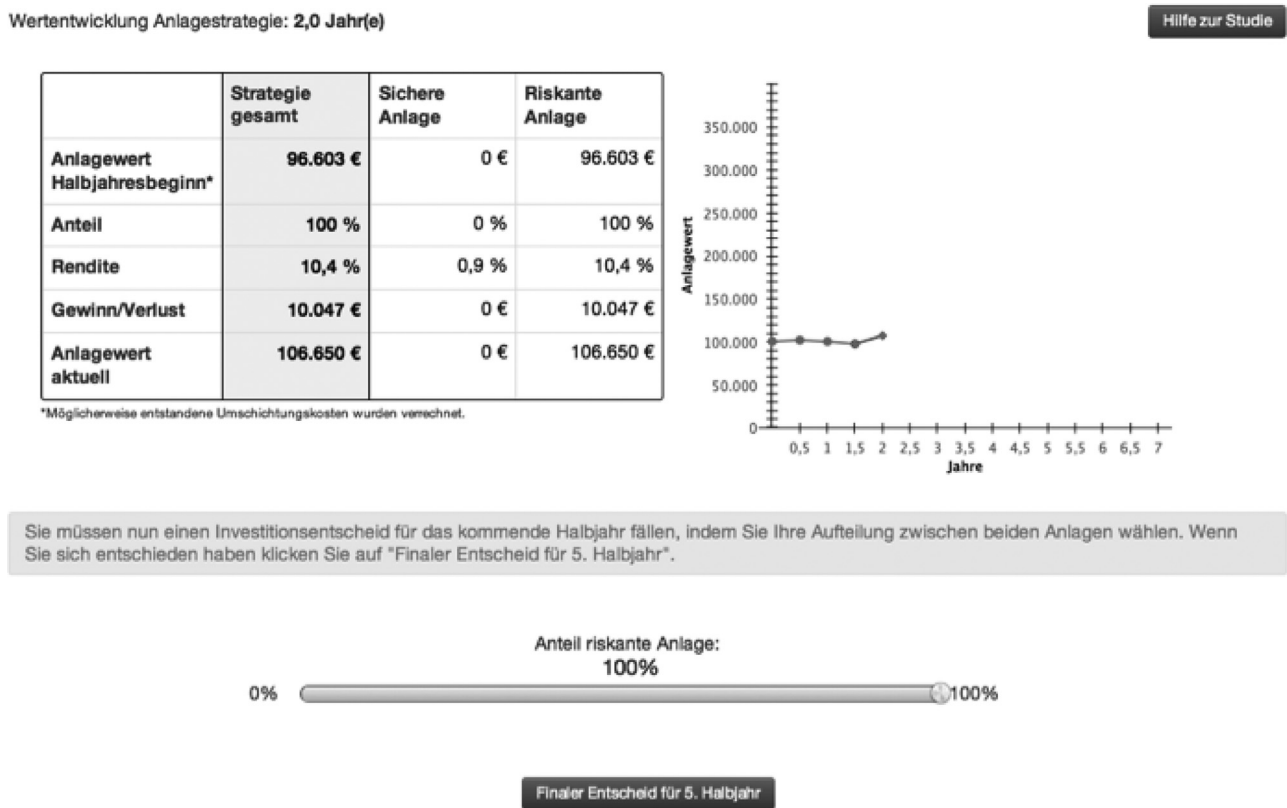 Wertentwicklung Anlagestrategie: 2,0 Jahr(e)
Hilfe zur Studie
Strategie gesamt Sichere Anlage Riskante Anlage
Anlagewert Halbjahresbeginn* 96.603 € 0 € 96.603 €
Anteil 100 % 0 % 100 %
Rendite 10,4 % 0,9 % 10,4 %
Gewinn/Verlust 10.047 € 0 € 10.047 €
Anlagewert aktuell 106.650 € 0 € 106.650 €
*Möglicherweise entstandene Umschichtungskosten wurden verrechnet.
Anlagewert
350.000
300.000
250.000
200.000
150.000
100.000
50.000
0
0,5 1 1,5 2 2,5 3 3,5 4 4,5 5 5,5 6 6,5 7
Jahre
Sie müssen nun einen Investitionsentscheid für das kommende Halbjahr fällen, indem Sie Ihre Aufteilung zwischen beiden Anlagen wählen. Wenn
Sie sich entschieden haben klicken Sie auf "Finaler Entscheid für 5. Halbjahr".
Anteil riskante Anlage:
100%
0% 100%
Finaler Entscheid für 5. Halbjahr